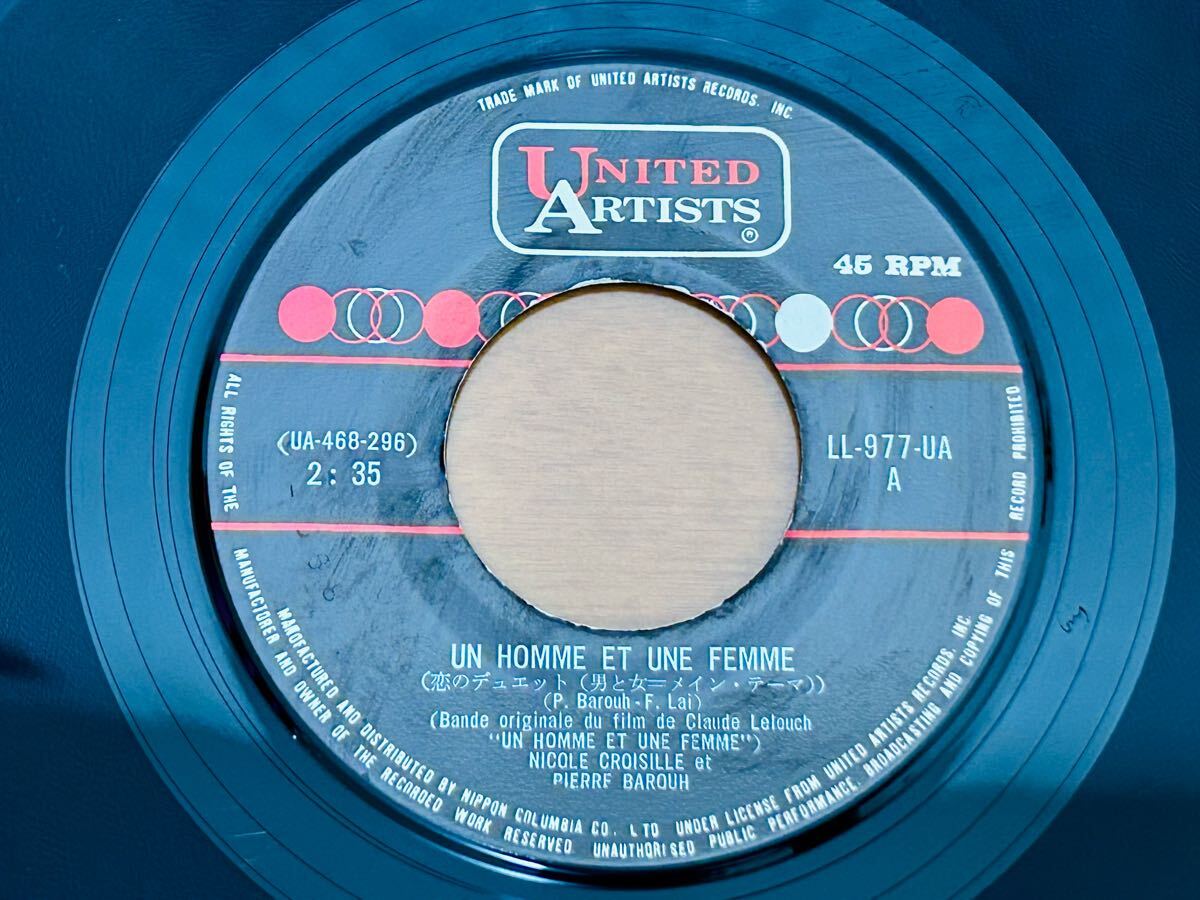 TRADE MARK OF UNITED ARTISTS RECORDS. INC.
UNITED
ARTISTS
®
45 RPM
(UA-468-296)
2:35
LL-977-UA
A
UN HOMME ET UNE FEMME
(恋のデュエット (男と女=メイン・テーマ))
(P. Barouh-F. Lai)
(Bande originale du film de Claude Lelouch
"UN HOMME ET UNE FEMME")
NICOLE CROISILLE et
PIERRE BAROUH
MANUFACTURED AND DISTRIBUTED BY NIPPON COLUMBIA CO. LTD UNDER LICENSE FROM UNITED ARTISTS RECORDS, INC.
ALL RIGHTS OF THE MANUFACTURER AND OWNER OF THE RECORDED WORK RESERVED UNAUTHORISED PUBLIC PERFORMANCE, BROADCASTING AND COPYING OF THIS RECORD PROHIBITED